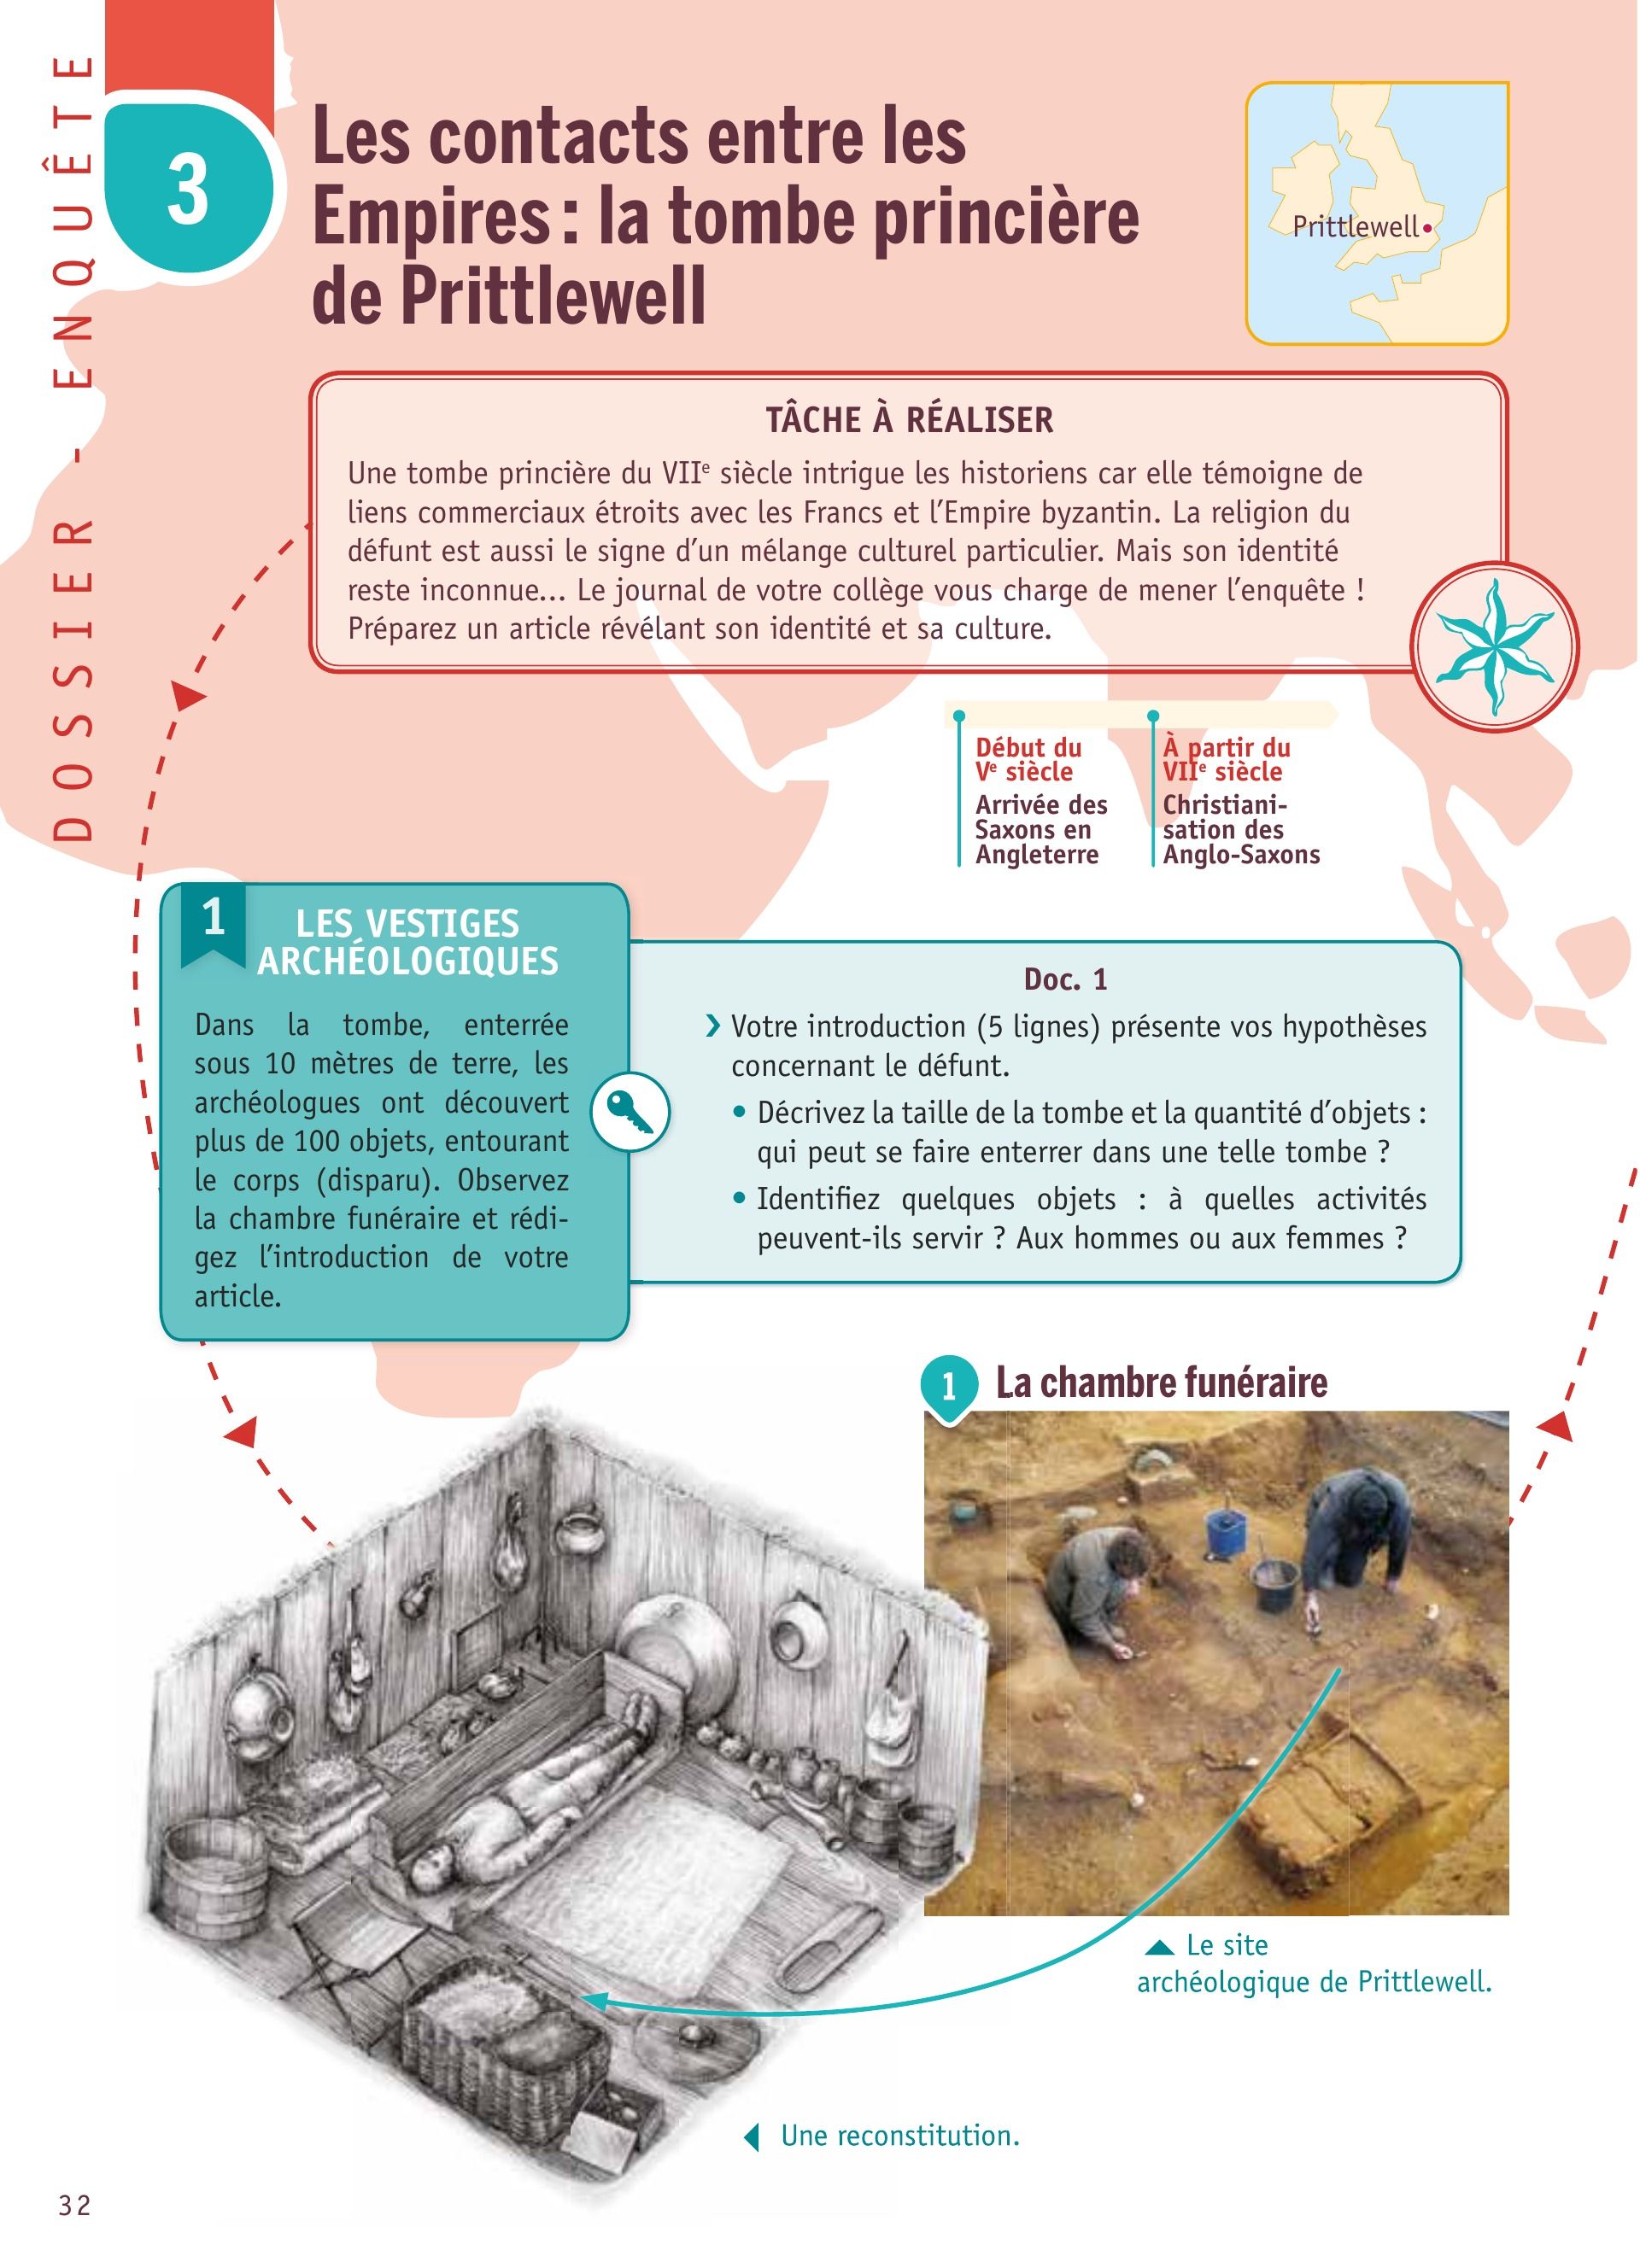 DOSSIER - ENQUÊTE
3
Les contacts entre les
Empires : la tombe princière
de Prittlewell
Prittlewell
TÂCHE À RÉALISER
Une tombe princière du VIIe siècle intrigue les historiens car elle témoigne de
liens commerciaux étroits avec les Francs et l’Empire byzantin. La religion du
défunt est aussi le signe d’un mélange culturel particulier. Mais son identité
reste inconnue... Le journal de votre collège vous charge de mener l’enquête !
Préparez un article révélant son identité et sa culture.
Début du
Ve siècle
Arrivée des
Saxons en
Angleterre
À partir du
VIIe siècle
Christiani-
sation des
Anglo-Saxons
1
LES VESTIGES
ARCHÉOLOGIQUES
Dans la tombe, enterrée
sous 10 mètres de terre, les
archéologues ont découvert
plus de 100 objets, entourant
le corps (disparu). Observez
la chambre funéraire et rédi-
gez l’introduction de votre
article.
Doc. 1
› Votre introduction (5 lignes) présente vos hypothèses
concernant le défunt.
• Décrivez la taille de la tombe et la quantité d’objets :
qui peut se faire enterrer dans une telle tombe ?
• Identifiez quelques objets : à quelles activités
peuvent-ils servir ? Aux hommes ou aux femmes ?
1 La chambre funéraire
Le site
archéologique de Prittlewell.
Une reconstitution.
32